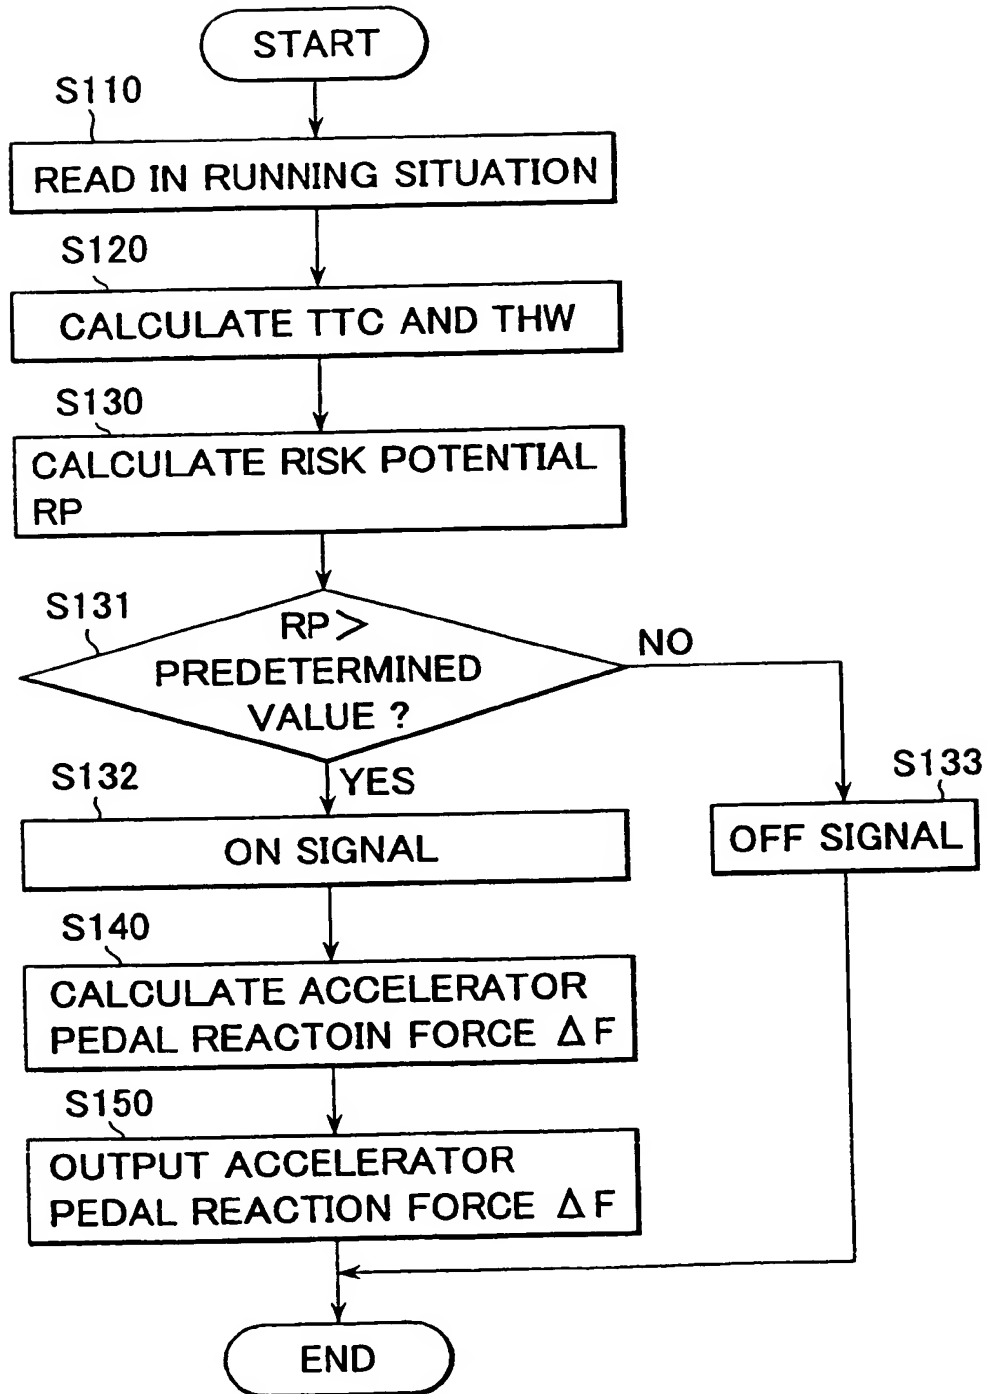 START
S110
READ IN RUNNING SITUATION
S120
CALCULATE TTC AND THW
S130
CALCULATE RISK POTENTIAL
RP
S131
RP >
PREDETERMINED
VALUE ?
NO
YES
S132
ON SIGNAL
S133
OFF SIGNAL
S140
CALCULATE ACCELERATOR
PEDAL REACTOIN FORCE Δ F
S150
OUTPUT ACCELERATOR
PEDAL REACTION FORCE Δ F
END